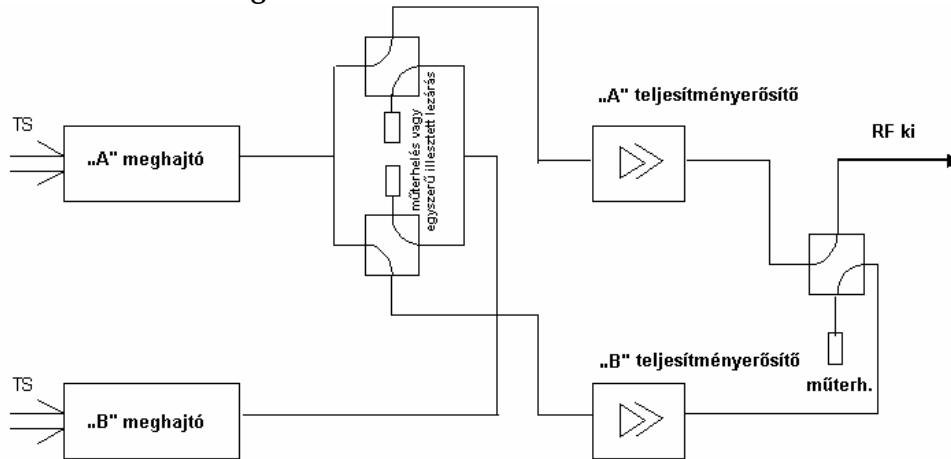 TS
„A" meghajtó
műterhelés vagy
egyszerű illesztett lezárás
„A" teljesítményerősítő
RF ki
TS
„B" meghajtó
„B" teljesítményerősítő
műterh.